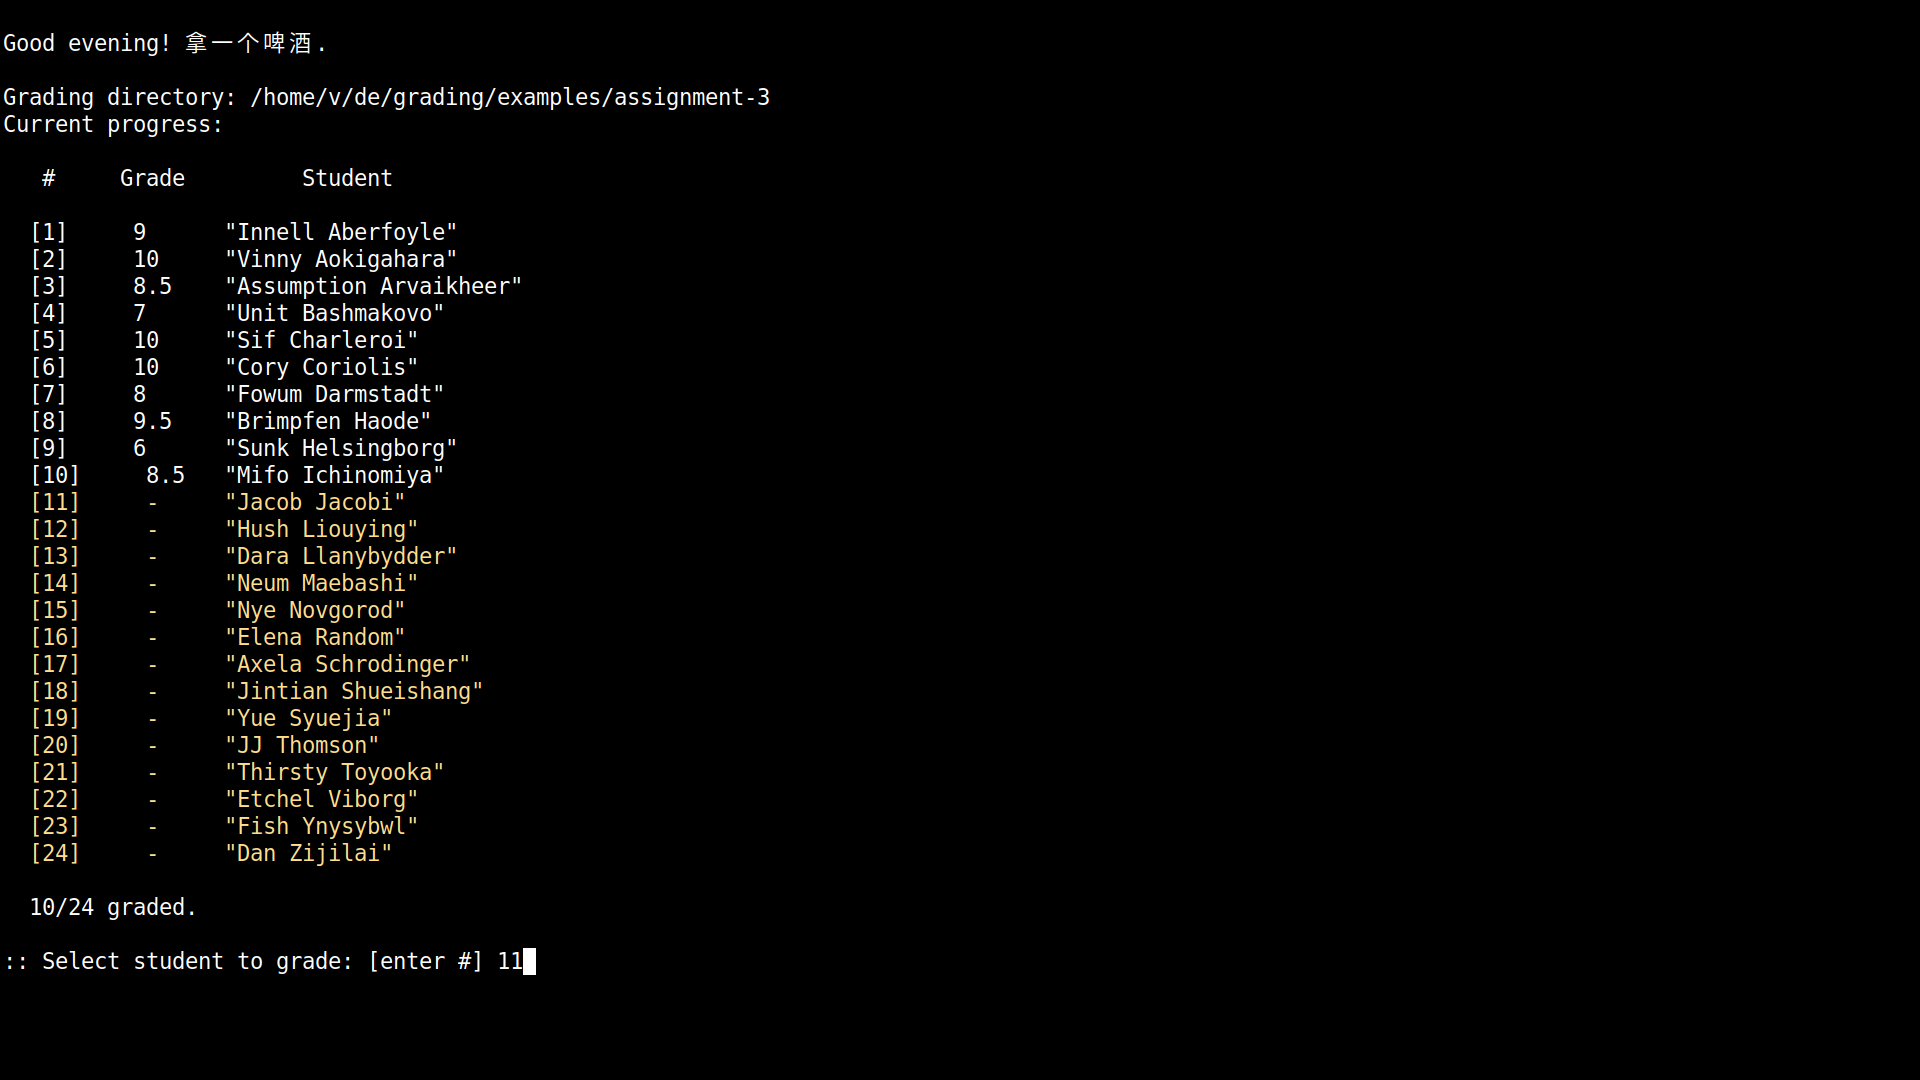 Good evening! 拿一个啤酒.
Grading directory: /home/v/de/grading/examples/assignment-3
Current progress:
# Grade Student
[1] 9 "Innell Aberfoyle"
[2] 10 "Vinny Aokigahara"
[3] 8.5 "Assumption Arvaikheer"
[4] 7 "Unit Bashmakovo"
[5] 10 "Sif Charleroi"
[6] 10 "Cory Coriolis"
[7] 8 "Fowum Darmstadt"
[8] 9.5 "Brimpfen Haode"
[9] 6 "Sunk Helsingborg"
[10] 8.5 "Mifo Ichinomiya"
[11] - "Jacob Jacobi"
[12] - "Hush Liouying"
[13] - "Dara Llanybydder"
[14] - "Neum Maebashi"
[15] - "Nye Novgorod"
[16] - "Elena Random"
[17] - "Axela Schrodinger"
[18] - "Jintian Shueishang"
[19] - "Yue Syuejia"
[20] - "JJ Thomson"
[21] - "Thirsty Toyooka"
[22] - "Etchel Viborg"
[23] - "Fish Ynysybwl"
[24] - "Dan Zijilai"
10/24 graded.
:: Select student to grade: [enter #] 11